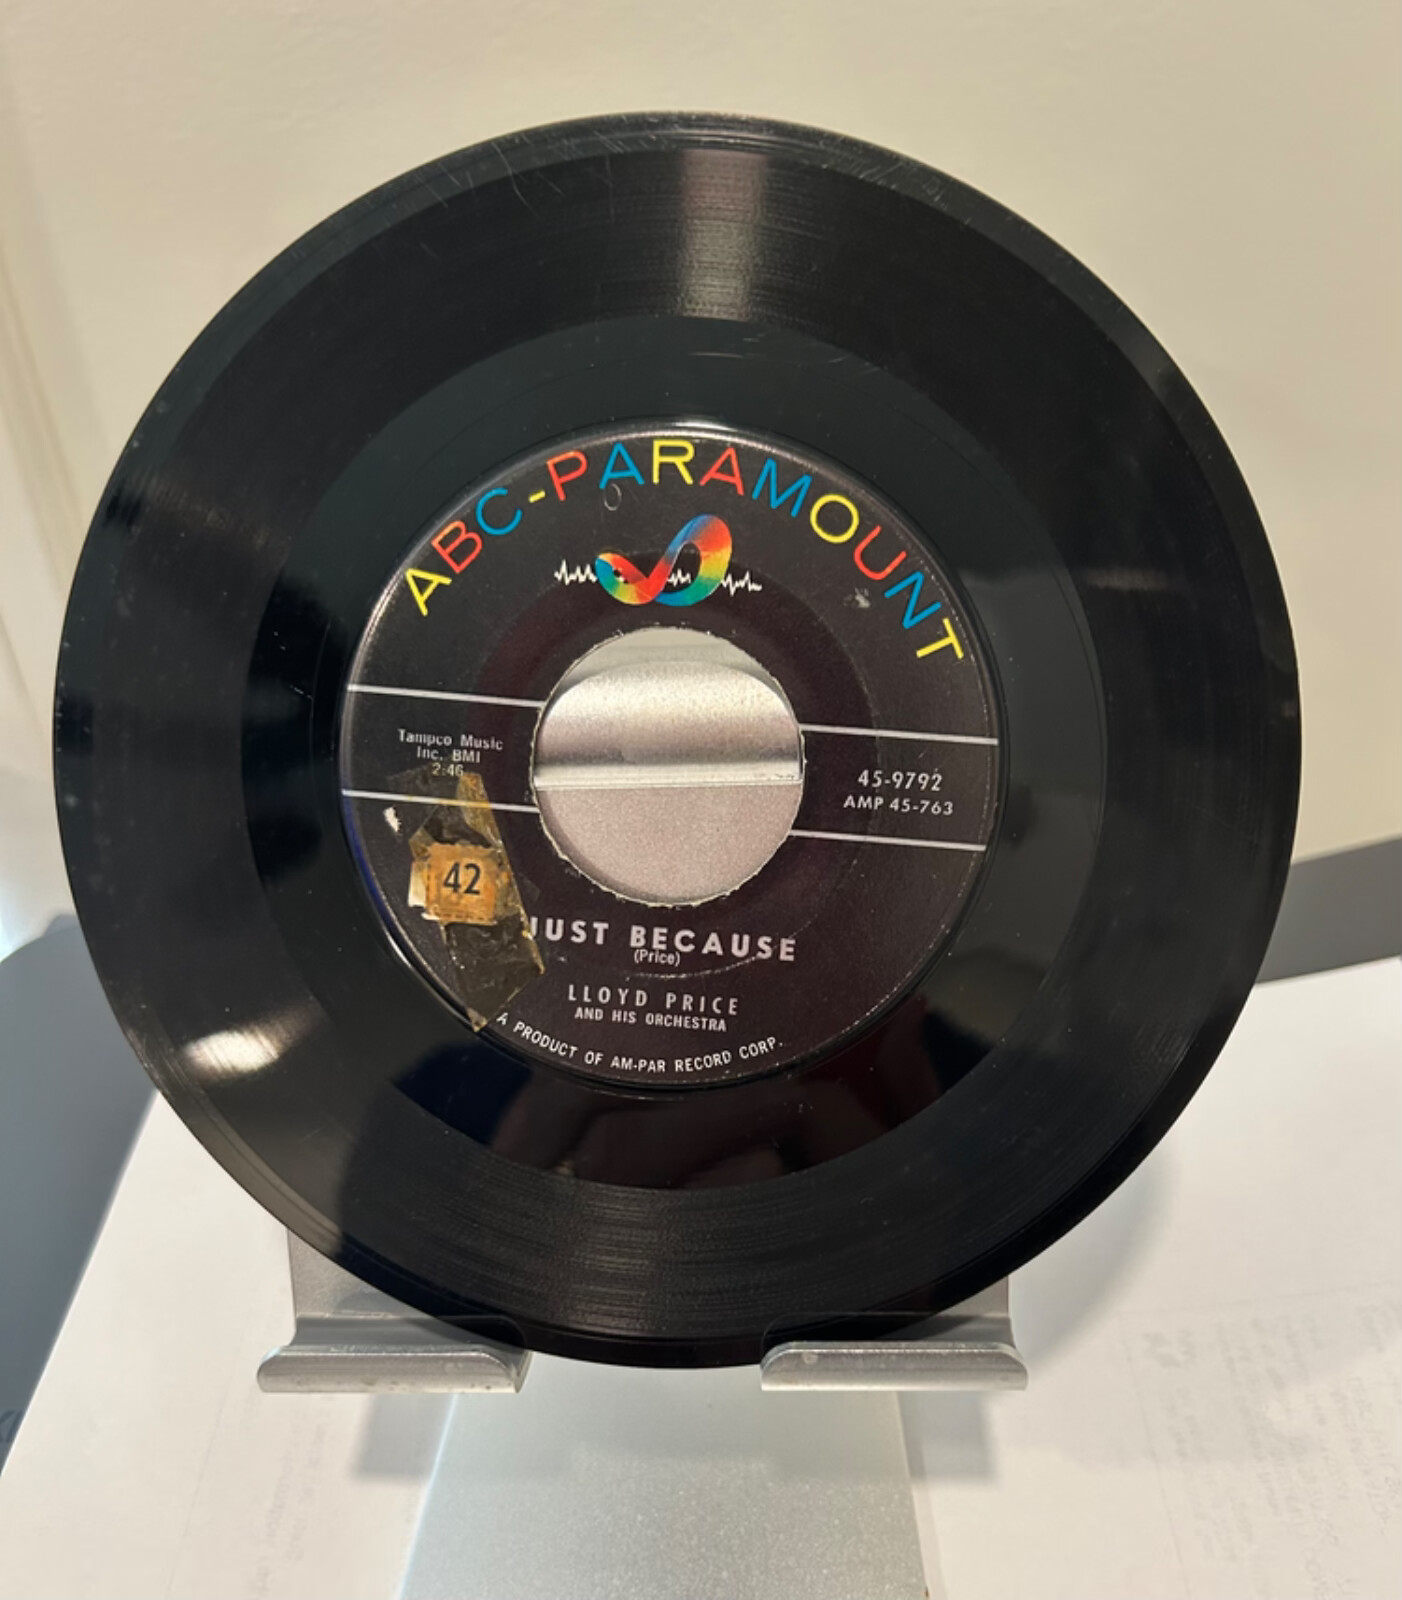 ABC-PARAMOUNT
Tampco Music
Inc. BMI
2:46
45-9792
AMP 45-763
42
JUST BECAUSE
(Price)
LLOYD PRICE
AND HIS ORCHESTRA
A PRODUCT OF AM-PAR RECORD CORP.